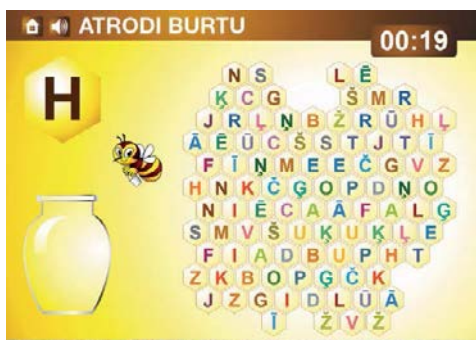 ATRODI BURTU
00:19
H
N S L Ē
Ķ C G Š M R
J R Ļ Ņ B Ž R Ū H Ļ
Ā Ē Ū C Š S T J T Ī
F Ī Ņ M E E Č G V Z
H N K Č Ģ O P D Ņ O
N I Ē C A Ā F A L Ģ
S M V Š U Ķ U Ķ Ļ E
F I A D B U P H T
Z K B O P Ģ Č K
J Z G I D L Ū Ā
Ī Ž V Ž